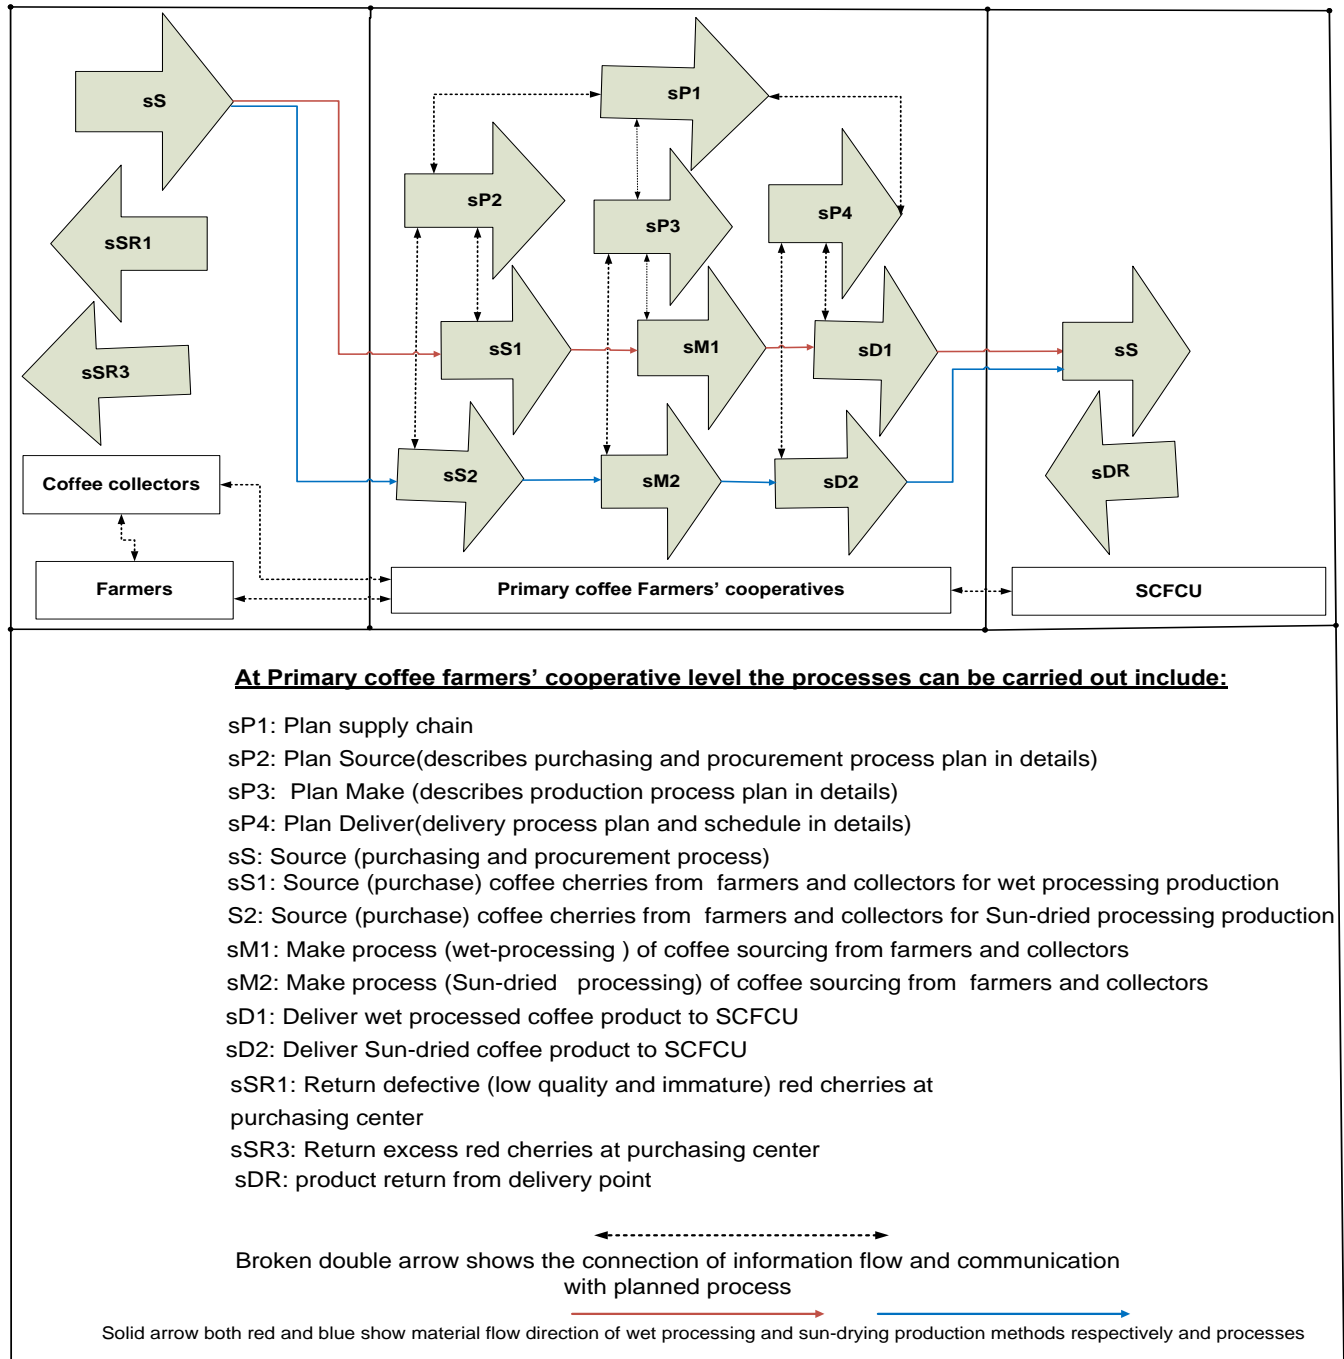 sS
sSR1
sSR3
sP1
sP2
sP3
sP4
sS1
sM1
sD1
sS2
sM2
sD2
sS
sDR
Coffee collectors
Farmers
Primary coffee Farmers’ cooperatives
SCFCU
At Primary coffee farmers’ cooperative level the processes can be carried out include:
sP1: Plan supply chain
sP2: Plan Source(describes purchasing and procurement process plan in details)
sP3: Plan Make (describes production process plan in details)
sP4: Plan Deliver(delivery process plan and schedule in details)
sS: Source (purchasing and procurement process)
sS1: Source (purchase) coffee cherries from farmers and collectors for wet processing production
S2: Source (purchase) coffee cherries from farmers and collectors for Sun-dried processing production
sM1: Make process (wet-processing ) of coffee sourcing from farmers and collectors
sM2: Make process (Sun-dried processing) of coffee sourcing from farmers and collectors
sD1: Deliver wet processed coffee product to SCFCU
sD2: Deliver Sun-dried coffee product to SCFCU
sSR1: Return defective (low quality and immature) red cherries at
purchasing center
sSR3: Return excess red cherries at purchasing center
sDR: product return from delivery point
Broken double arrow shows the connection of information flow and communication
with planned process
Solid arrow both red and blue show material flow direction of wet processing and sun-drying production methods respectively and processes